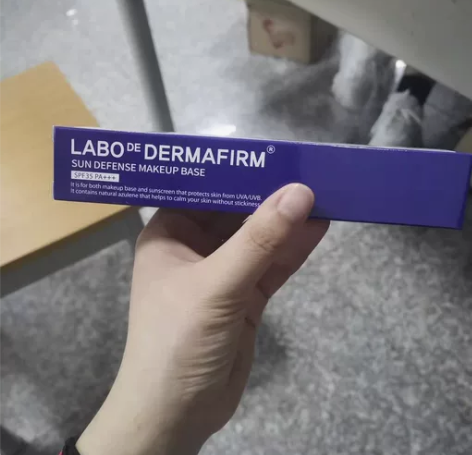 LABO DE DERMAFIRM®
SUN DEFENSE MAKEUP BASE
SPF35 PA+++
It is for both makeup base and sunscreen that protects skin from UVA/UVB.
It contains natural azulene that helps to calm your skin without stickiness